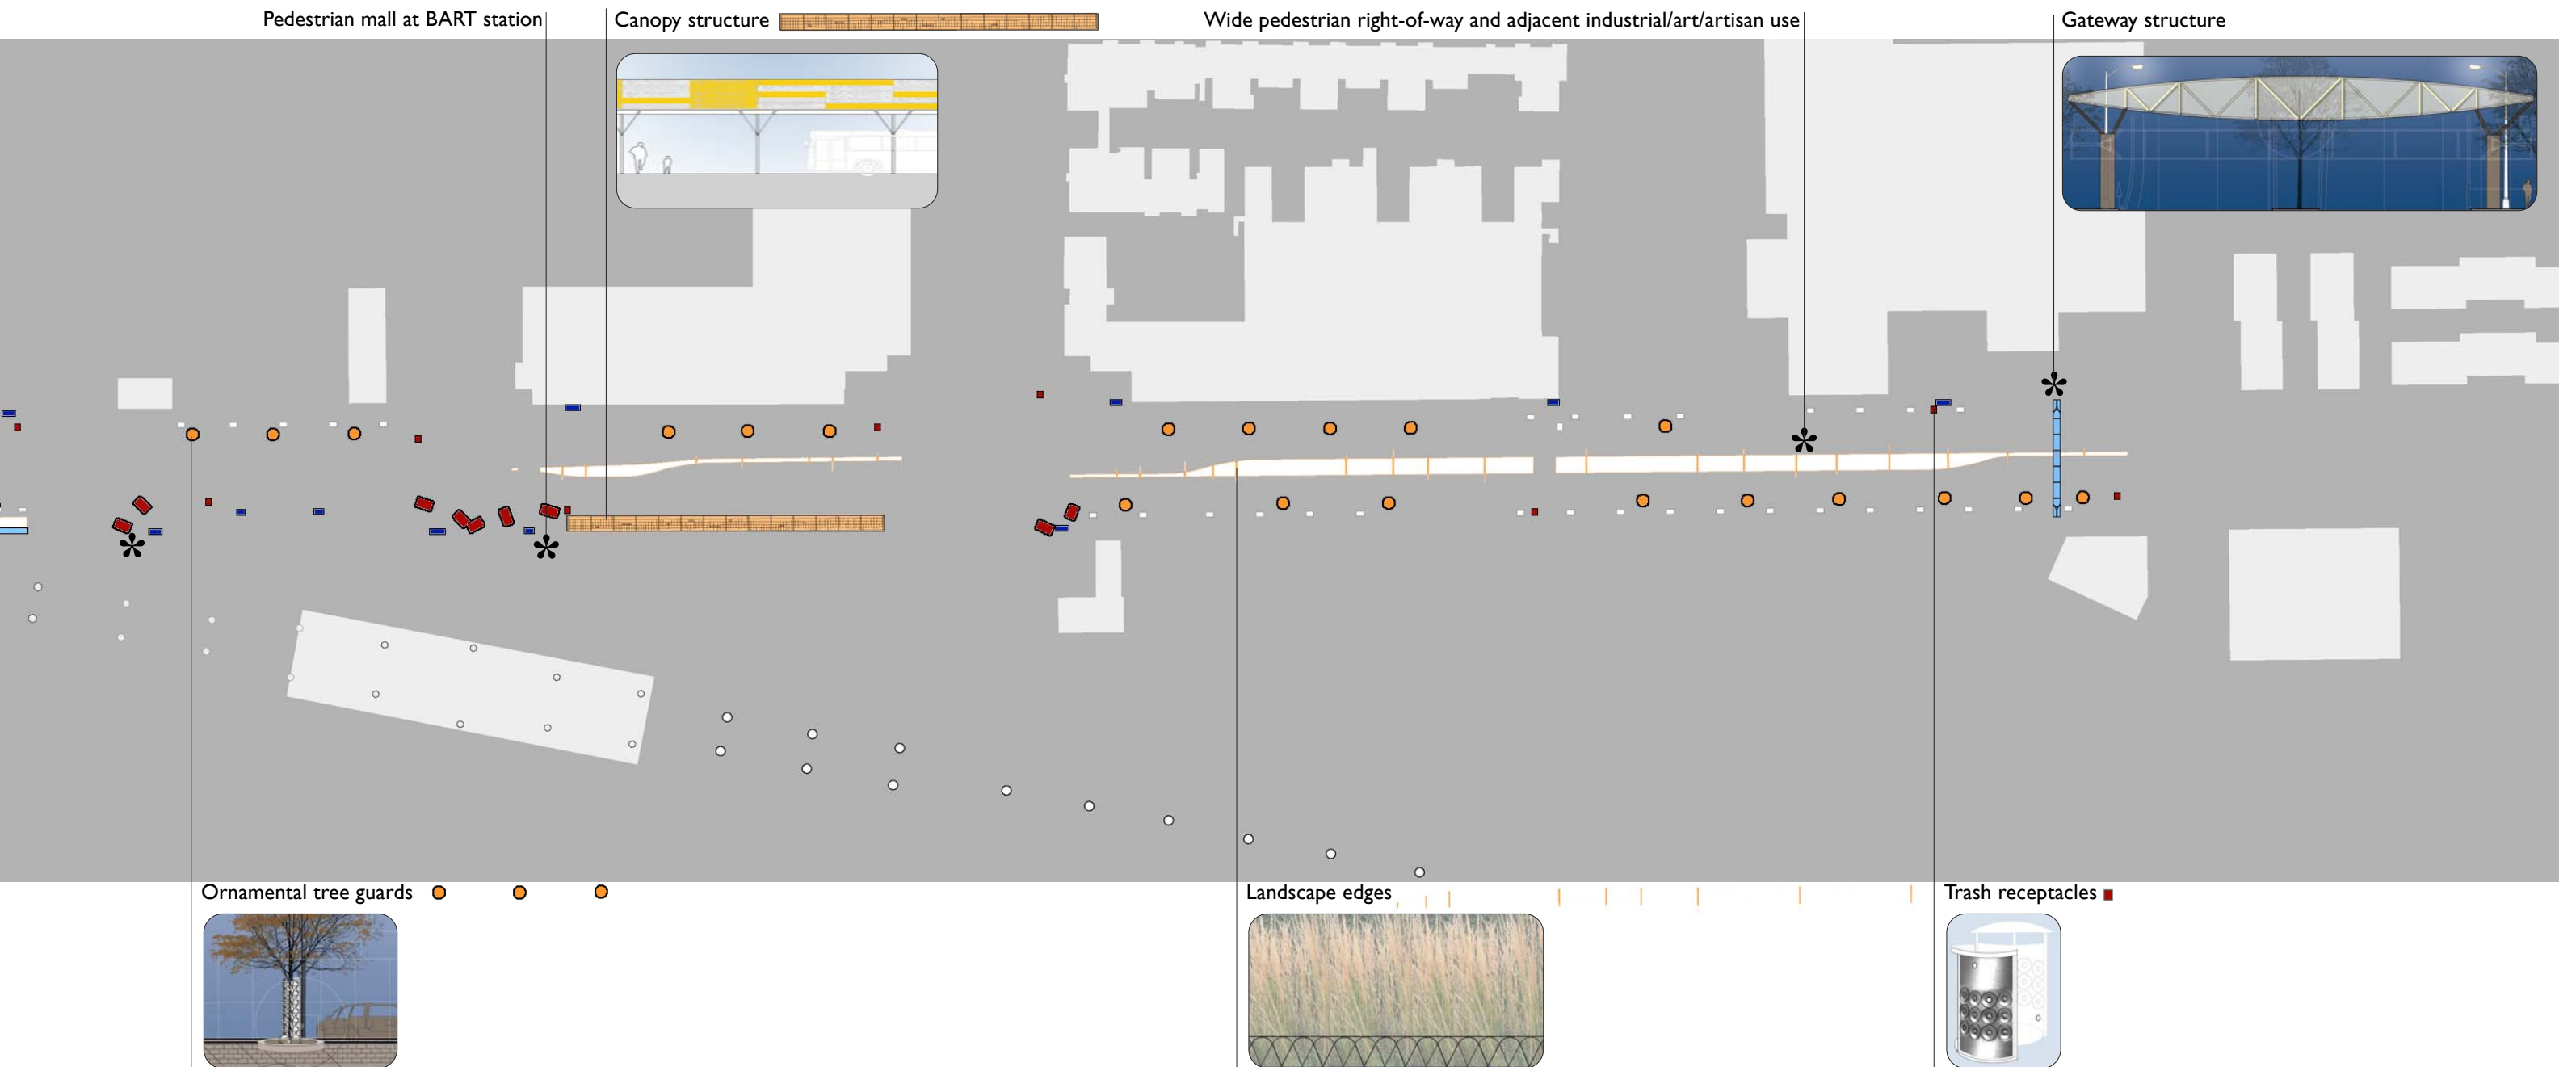 Pedestrian mall at BART station
Canopy structure
Wide pedestrian right-of-way and adjacent industrial/art/artisan use
Gateway structure
Ornamental tree guards
Landscape edges
Trash receptacles